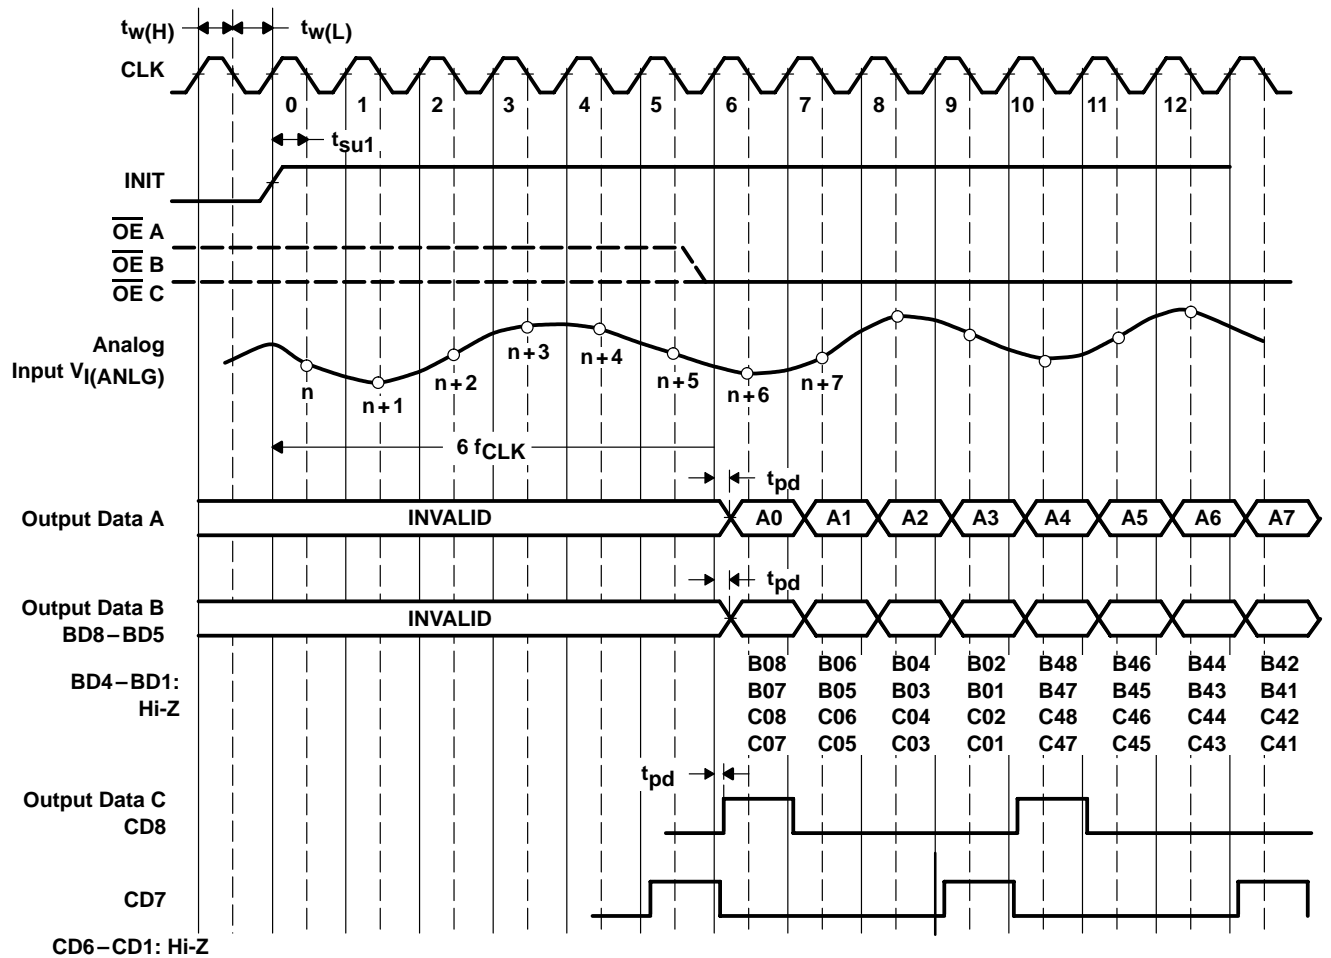 tw(H) tw(L)
CLK
0 1 2 3 4 5 6 7 8 9 10 11 12
tsu1
INIT
OE A
OE B
OE C
Analog
Input VI(ANLG)
n n+1 n+2 n+3 n+4 n+5 n+6 n+7
6 fCLK
tpd
Output Data A INVALID A0 A1 A2 A3 A4 A5 A6 A7
tpd
Output Data B
BD8–BD5
INVALID
BD4–BD1:
Hi-Z
B08 B06 B04 B02 B48 B46 B44 B42
B07 B05 B03 B01 B47 B45 B43 B41
C08 C06 C04 C02 C48 C46 C44 C42
C07 C05 C03 C01 C47 C45 C43 C41
tpd
Output Data C
CD8
CD7
CD6–CD1: Hi-Z